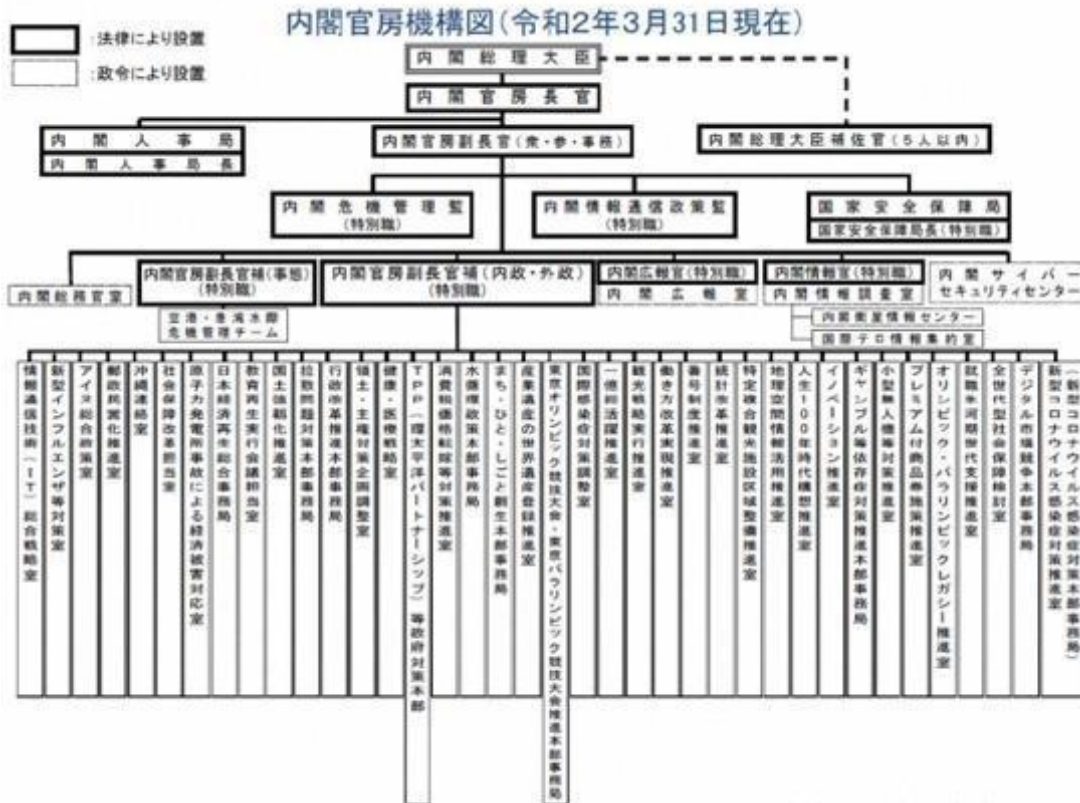 内閣官房機構図(令和2年3月31日現在)
:法律により設置
:政令により設置
内閣総理大臣
内閣官房長官
内閣人事局
内閣人事局長
内閣官房副長官(衆・参・事務)
内閣総理大臣補佐官(5人以内)
内閣危機管理監
(特別職)
内閣情報通信政策監
(特別職)
国家安全保障局
国家安全保障局長(特別職)
内閣総務官室
内閣官房副長官補(事態)
(特別職)
空港・港湾水際
危機管理チーム
内閣官房副長官補(内政・外政)
(特別職)
内閣広報官(特別職)
内閣広報室
内閣情報官(特別職)
内閣情報調査室
内閣衛星情報センター
国際テロ情報集約室
内閣サイバー
セキュリティセンター
情報通信技術(IT)総合戦略室
新型インフルエンザ等対策室
アイヌ総合政策室
郵政民営化推進室
沖縄連絡室
社会保障改革担当室
原子力発電所事故による経済被害対応室
日本経済再生総合事務局
教育再生実行会議担当室
国土強靱化推進室
拉致問題対策本部事務局
行政改革推進本部事務局
領土・主権対策企画調整室
健康・医療戦略室
TPP(環太平洋パートナーシップ)等政府対策本部
消費税価格転嫁等対策推進室
水循環政策本部事務局
まち・ひと・しごと創生本部事務局
産業遺産の世界遺産登録推進室
東京オリンピック競技大会・東京パラリンピック競技大会推進本部事務局
国際感染症対策調整室
一億総活躍推進室
観光戦略実行推進室
働き方改革実現推進室
番号制度推進室
統計改革推進室
特定複合観光施設区域整備推進室
地理空間情報活用推進室
人生100年時代構想推進室
イノベーション推進室
ギャンブル等依存症対策推進本部事務局
小型無人機等対策推進室
プレミアム付商品券施策推進室
オリンピック・パラリンピックレガシー推進室
就職氷河期世代支援推進室
全世代型社会保障検討室
デジタル市場競争本部事務局
新型コロナウイルス感染症対策推進室
(新型コロナウイルス感染症対策本部事務局)